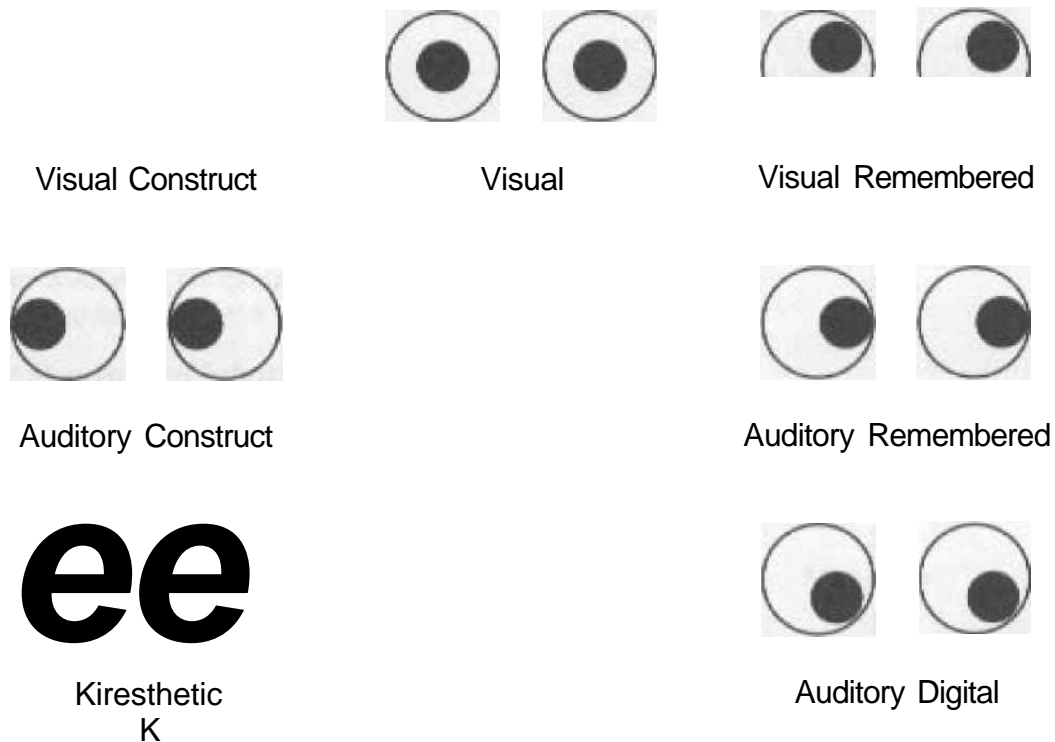 Visual Construct
Visual
Visual Remembered
Auditory Construct
Auditory Remembered
ee
Kiresthetic
K
Auditory Digital